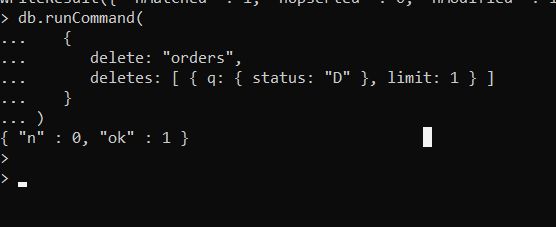 > db.runCommand(
...     {
...         delete: "orders",
...         deletes: [ { q: { status: "D" }, limit: 1 } ]
...     }
... )
{ "n" : 0, "ok" : 1 }
>
>